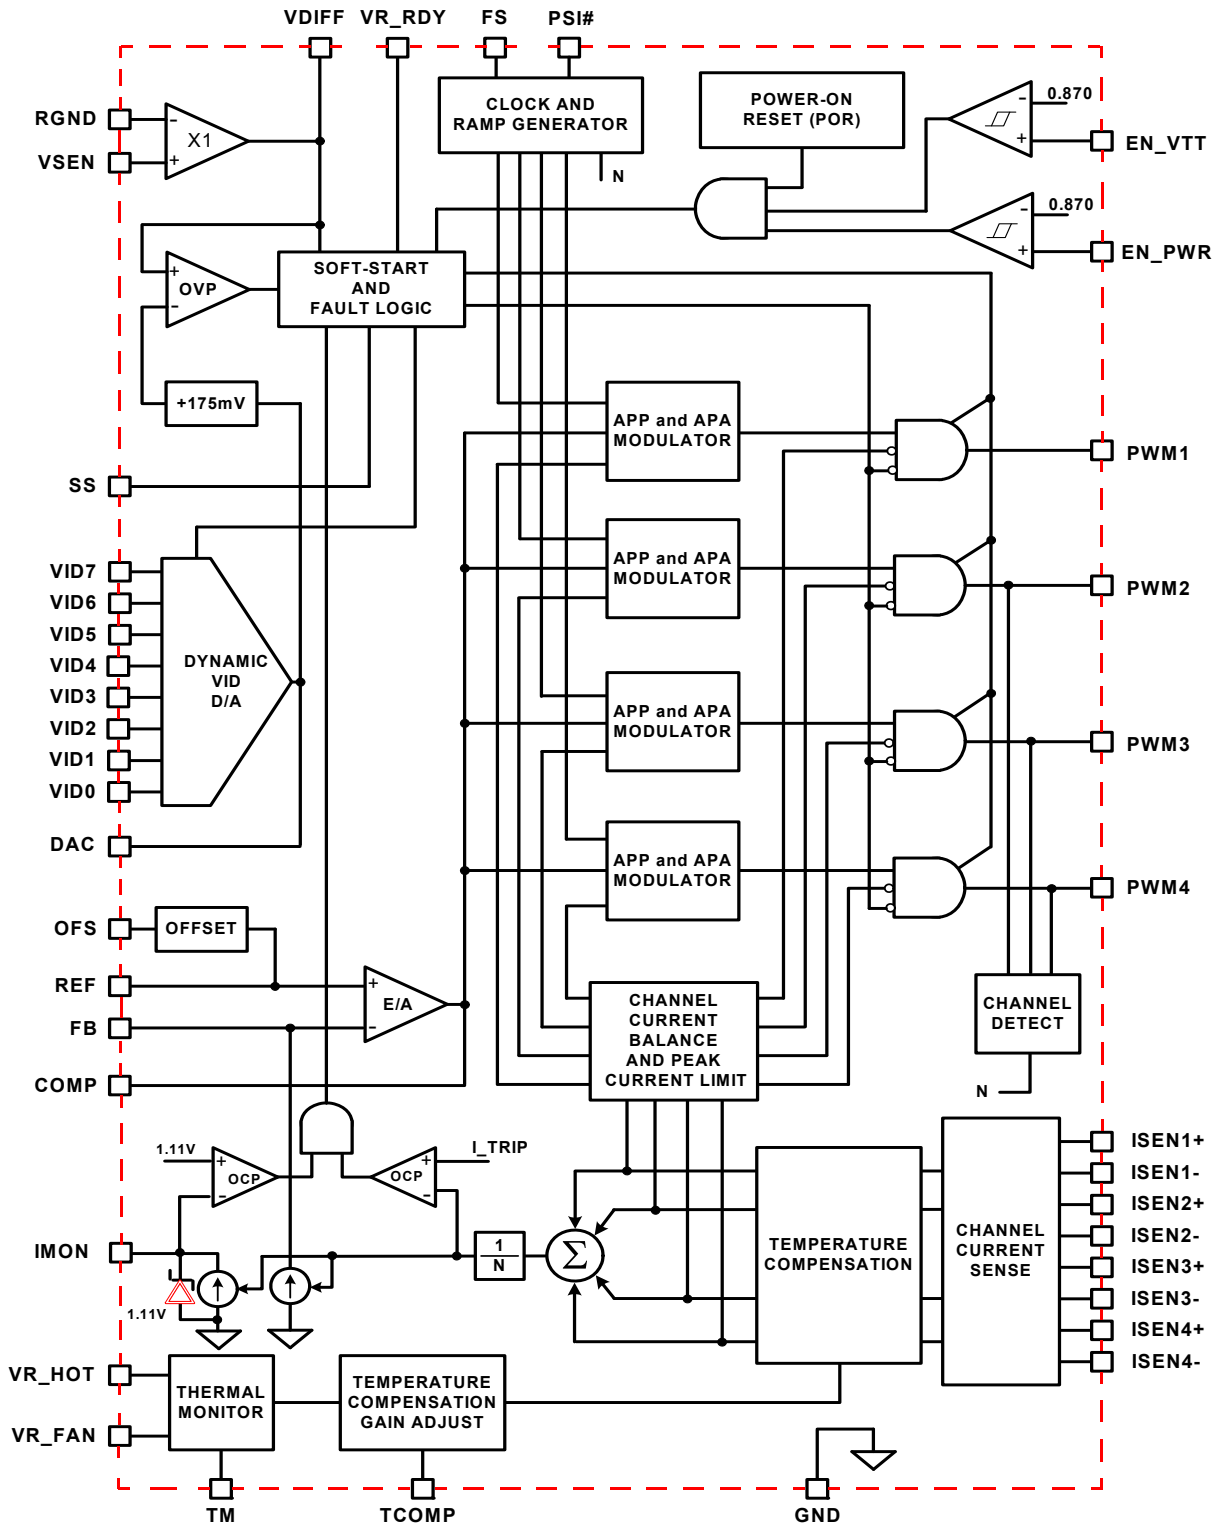 VDIFF VR_RDY FS PSI#
RGND
VSEN
-
+
X1
CLOCK AND
RAMP GENERATOR
N
POWER-ON
RESET (POR)
-
+
0.870
EN_VTT
-
+
0.870
EN_PWR
+
-
OVP
SOFT-START
AND
FAULT LOGIC
+175mV
SS
VID7
VID6
VID5
VID4
VID3
VID2
VID1
VID0
DYNAMIC
VID
D/A
DAC
APP and APA
MODULATOR
APP and APA
MODULATOR
APP and APA
MODULATOR
APP and APA
MODULATOR
PWM1
PWM2
PWM3
PWM4
OFS
OFFSET
REF
FB
+
-
E/A
COMP
CHANNEL
CURRENT
BALANCE
AND PEAK
CURRENT LIMIT
CHANNEL
DETECT
N
1.11V
+
-
OCP
I_TRIP
+
-
OCP
IMON
1.11V
1
N
Σ
TEMPERATURE
COMPENSATION
CHANNEL
CURRENT
SENSE
ISEN1+
ISEN1-
ISEN2+
ISEN2-
ISEN3+
ISEN3-
ISEN4+
ISEN4-
VR_HOT
VR_FAN
THERMAL
MONITOR
TEMPERATURE
COMPENSATION
GAIN ADJUST
TM
TCOMP
GND